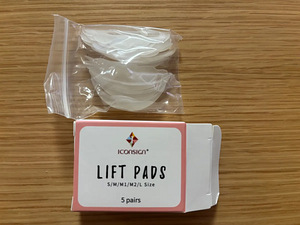 ICONSIGN
LIFT PADS
S/M/M1/M2/L Size
5 pairs